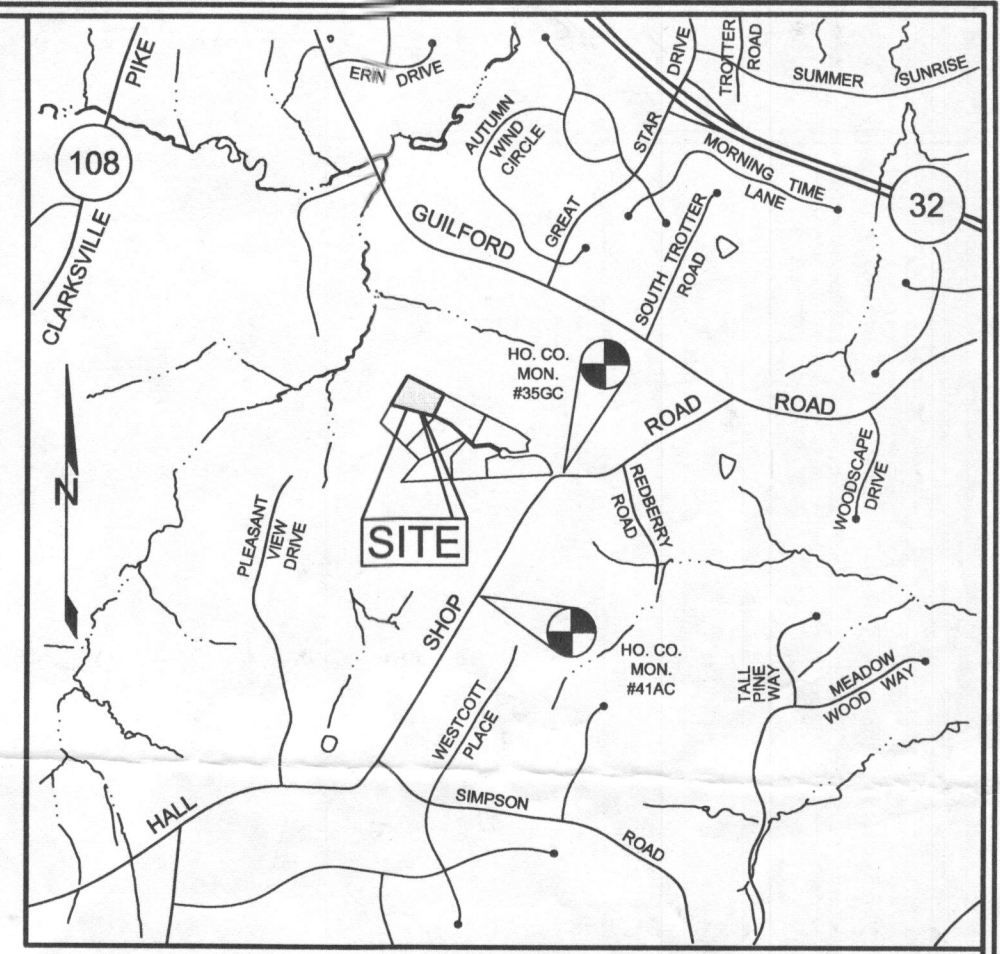 PIKE
ERIN DRIVE
DRIVE
TROTTER
ROAD
SUMMER
SUNRISE
108
AUTUMN
WIND
CIRCLE
STAR
MORNING TIME
LANE
32
CLARKSVILLE
GUILFORD
GREAT
SOUTH TROTTER
ROAD
HO. CO.
MON.
#35GC
ROAD
ROAD
N
SITE
PLEASANT
VIEW
DRIVE
REDBERRY
ROAD
WOODSCAPE
DRIVE
SHOP
HO. CO.
MON.
#41AC
TALL
PINE
WAY
MEADOW
WOOD WAY
WESTCOTT
PLACE
HALL
SIMPSON
ROAD